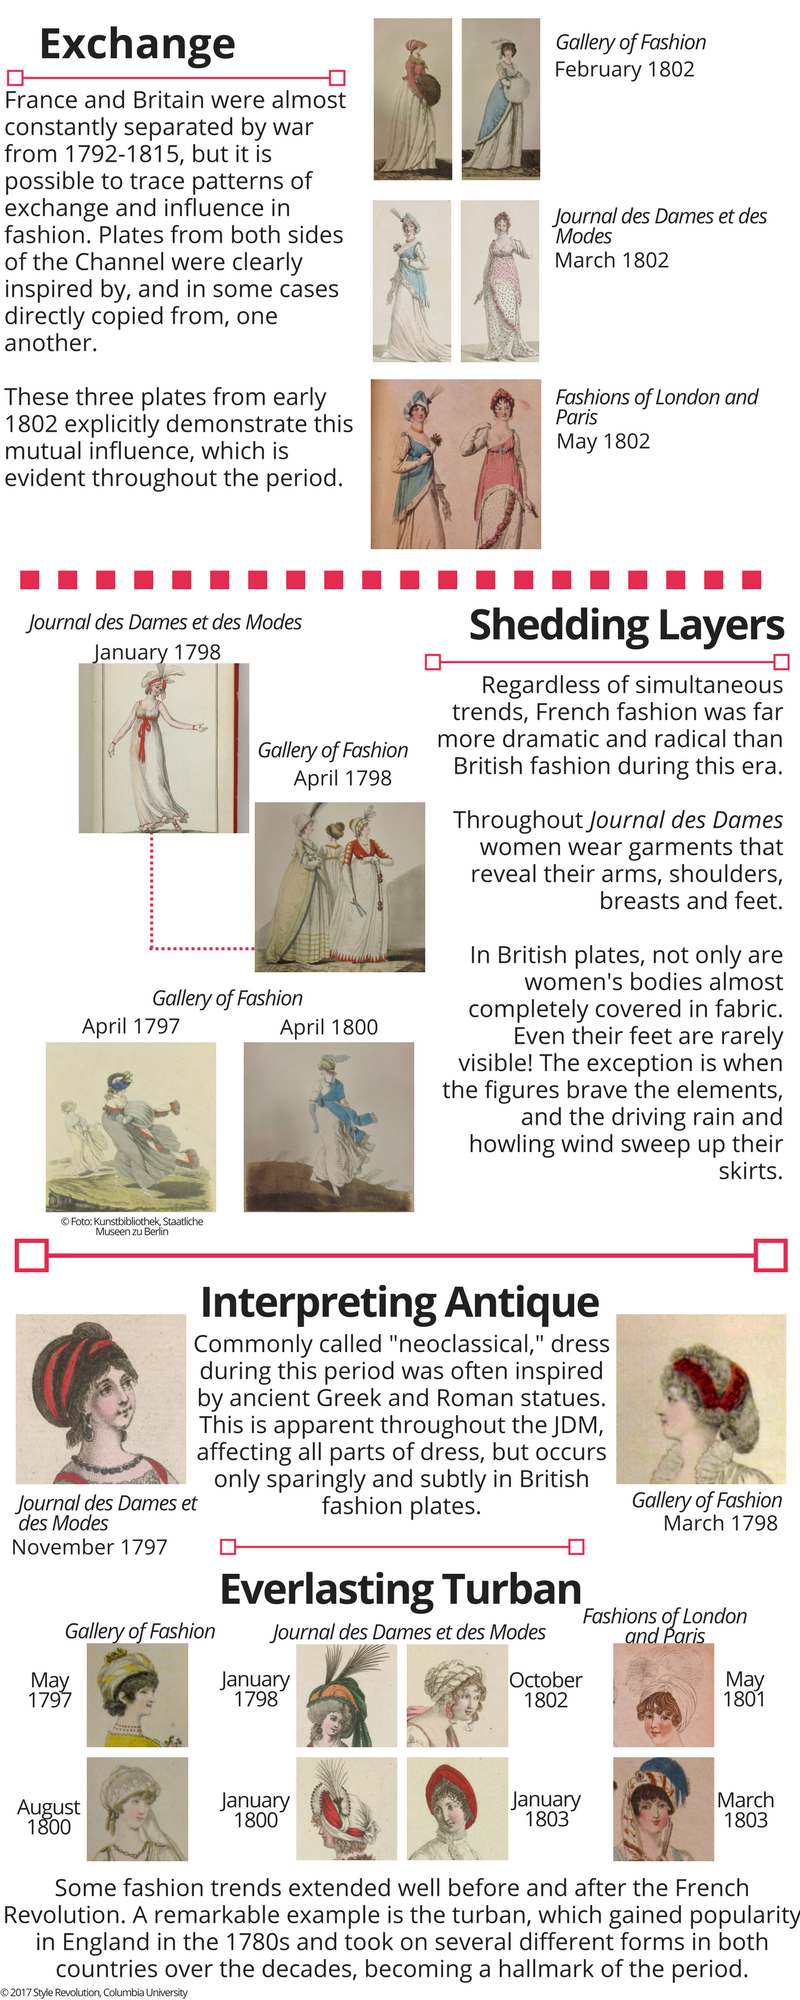 Exchange
France and Britain were almost
constantly separated by war
from 1792-1815, but it is
possible to trace patterns of
exchange and influence in
fashion. Plates from both sides
of the Channel were clearly
inspired by, and in some cases
directly copied from, one
another.
These three plates from early
1802 explicitly demonstrate this
mutual influence, which is
evident throughout the period.
Gallery of Fashion
February 1802
Journal des Dames et des
Modes
March 1802
Fashions of London and
Paris
May 1802
Journal des Dames et des Modes
January 1798
Gallery of Fashion
April 1798
Gallery of Fashion
April 1797
April 1800
© Foto: Kunstbibliothek, Staatliche
Museen zu Berlin
Shedding Layers
Regardless of simultaneous
trends, French fashion was far
more dramatic and radical than
British fashion during this era.
Throughout Journal des Dames
women wear garments that
reveal their arms, shoulders,
breasts and feet.
In British plates, not only are
women's bodies almost
completely covered in fabric.
Even their feet are rarely
visible! The exception is when
the figures brave the elements,
and the driving rain and
howling wind sweep up their
skirts.
Interpreting Antique
Commonly called "neoclassical," dress
during this period was often inspired
by ancient Greek and Roman statues.
This is apparent throughout the JDM,
affecting all parts of dress, but occurs
only sparingly and subtly in British
fashion plates.
Journal des Dames et
des Modes
November 1797
Gallery of Fashion
March 1798
Everlasting Turban
Gallery of Fashion
May
1797
August
1800
Journal des Dames et des Modes
January
1798
October
1802
January
1800
January
1803
Fashions of London
and Paris
May
1801
March
1803
Some fashion trends extended well before and after the French
Revolution. A remarkable example is the turban, which gained popularity
in England in the 1780s and took on several different forms in both
countries over the decades, becoming a hallmark of the period.
© 2017 Style Revolution, Columbia University